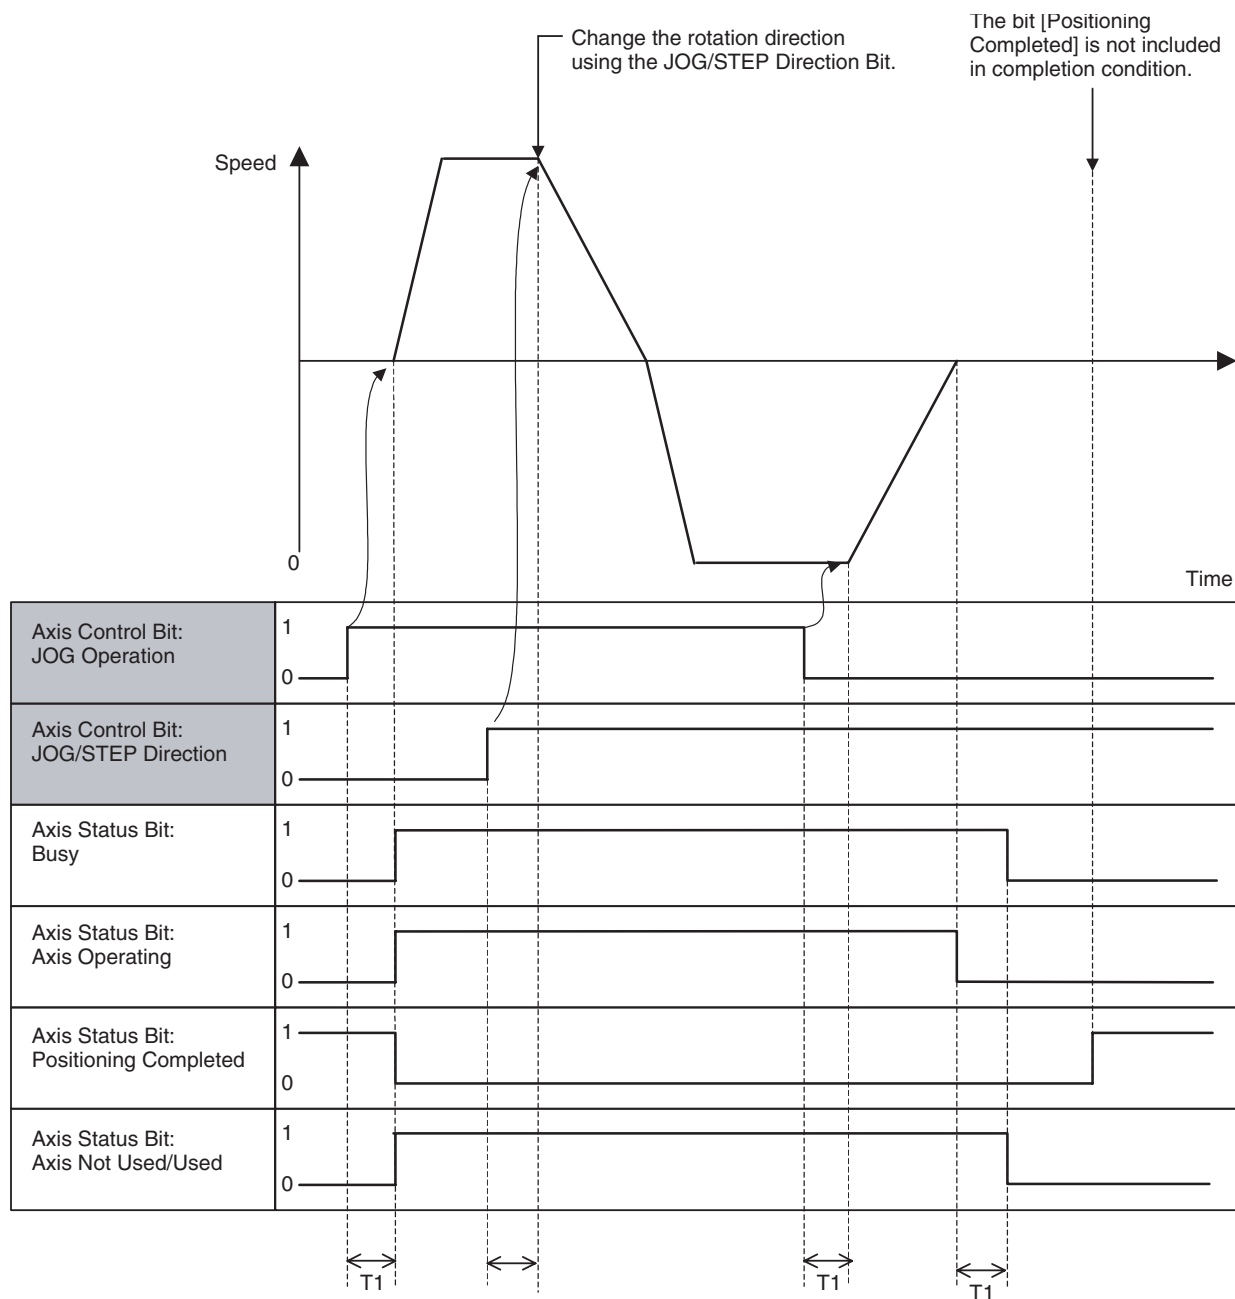 The bit [Positioning
Completed] is not included
in completion condition.
Change the rotation direction
using the JOG/STEP Direction Bit.
Speed
0
Time
Axis Control Bit:
JOG Operation
1
0
Axis Control Bit:
JOG/STEP Direction
1
0
Axis Status Bit:
Busy
1
0
Axis Status Bit:
Axis Operating
1
0
Axis Status Bit:
Positioning Completed
1
0
Axis Status Bit:
Axis Not Used/Used
1
0
T1
T1
T1